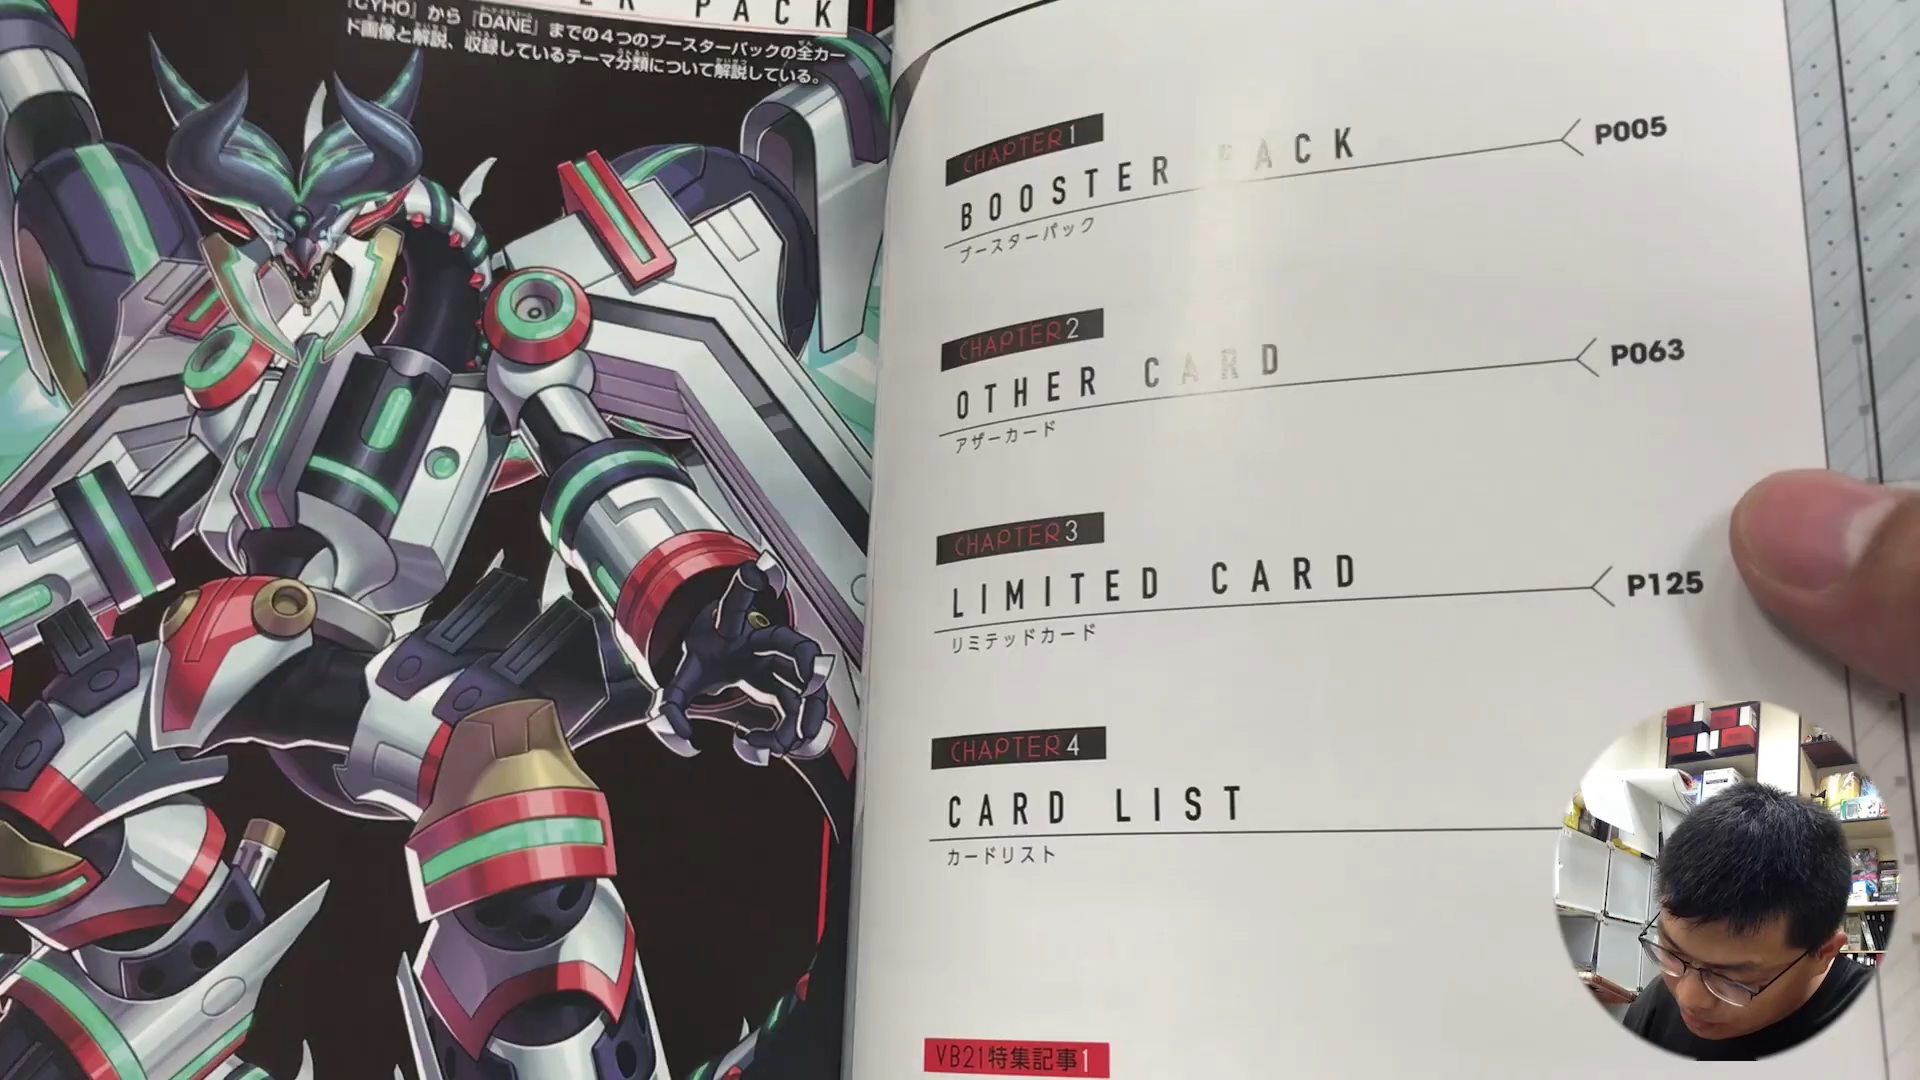 ER PACK
『CYHO』から『DANE』までの4つのブースターパックの全カー
ド画像と解説、収録しているテーマ分類について解説している。
CHAPTER1
BOOSTER PACK
P005
ブースターパック
CHAPTER2
OTHER CARD
P063
アザーカード
CHAPTER3
LIMITED CARD
P125
リミテッドカード
CHAPTER4
CARD LIST
カードリスト
VB21特集記事1